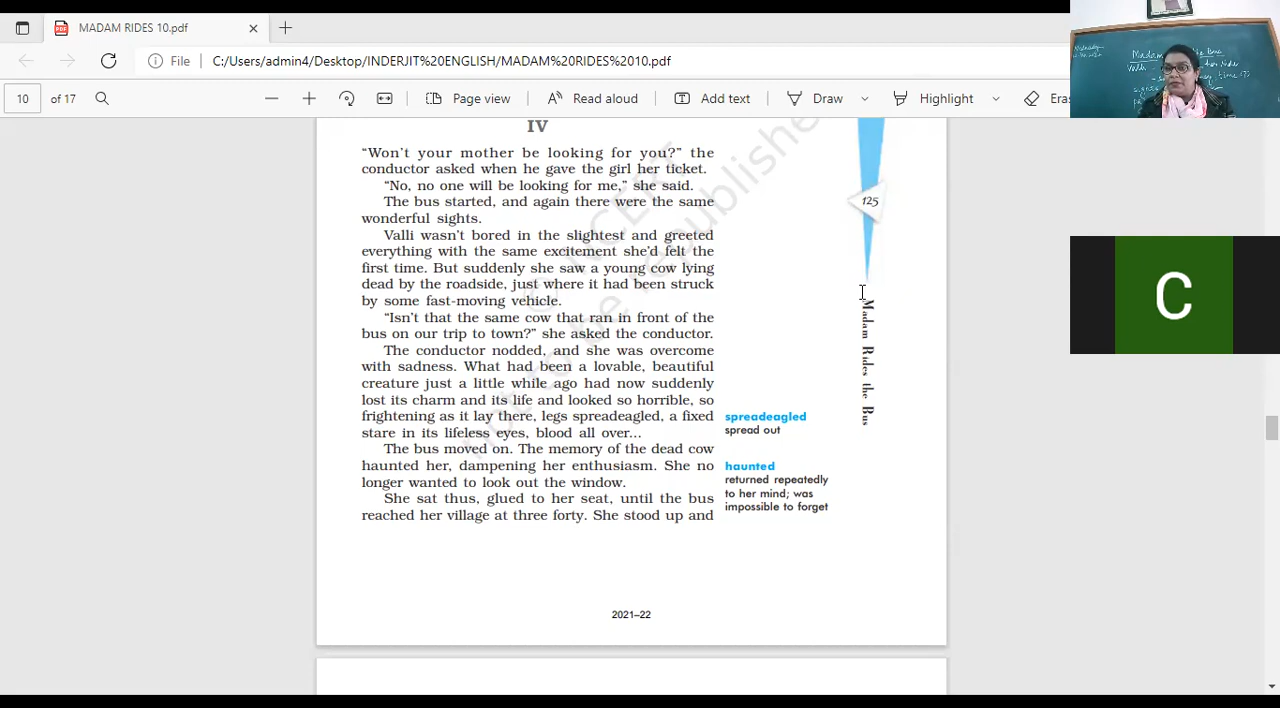 MADAM RIDES 10.pdf
File
C:/Users/admin4/Desktop/INDERJIT%20ENGLISH/MADAM%20RIDES%2010.pdf
10 of 17
Page view
Read aloud
Add text
Draw
Highlight
Eras
IV
“Won’t your mother be looking for you?” the
conductor asked when he gave the girl her ticket.
“No, no one will be looking for me,” she said.
The bus started, and again there were the same
wonderful sights.
Valli wasn’t bored in the slightest and greeted
everything with the same excitement she’d felt the
first time. But suddenly she saw a young cow lying
dead by the roadside, just where it had been struck
by some fast-moving vehicle.
“Isn’t that the same cow that ran in front of the
bus on our trip to town?” she asked the conductor.
The conductor nodded, and she was overcome
with sadness. What had been a lovable, beautiful
creature just a little while ago had now suddenly
lost its charm and its life and looked so horrible, so
frightening as it lay there, legs spreadeagled, a fixed
stare in its lifeless eyes, blood all over...
The bus moved on. The memory of the dead cow
haunted her, dampening her enthusiasm. She no
longer wanted to look out the window.
She sat thus, glued to her seat, until the bus
reached her village at three forty. She stood up and
spreadeagled
spread out
haunted
returned repeatedly
to her mind; was
impossible to forget
125
Madam Rides the Bus
2021–22
© NCERT
not to be republishe
C
Madam
Bus
Valli